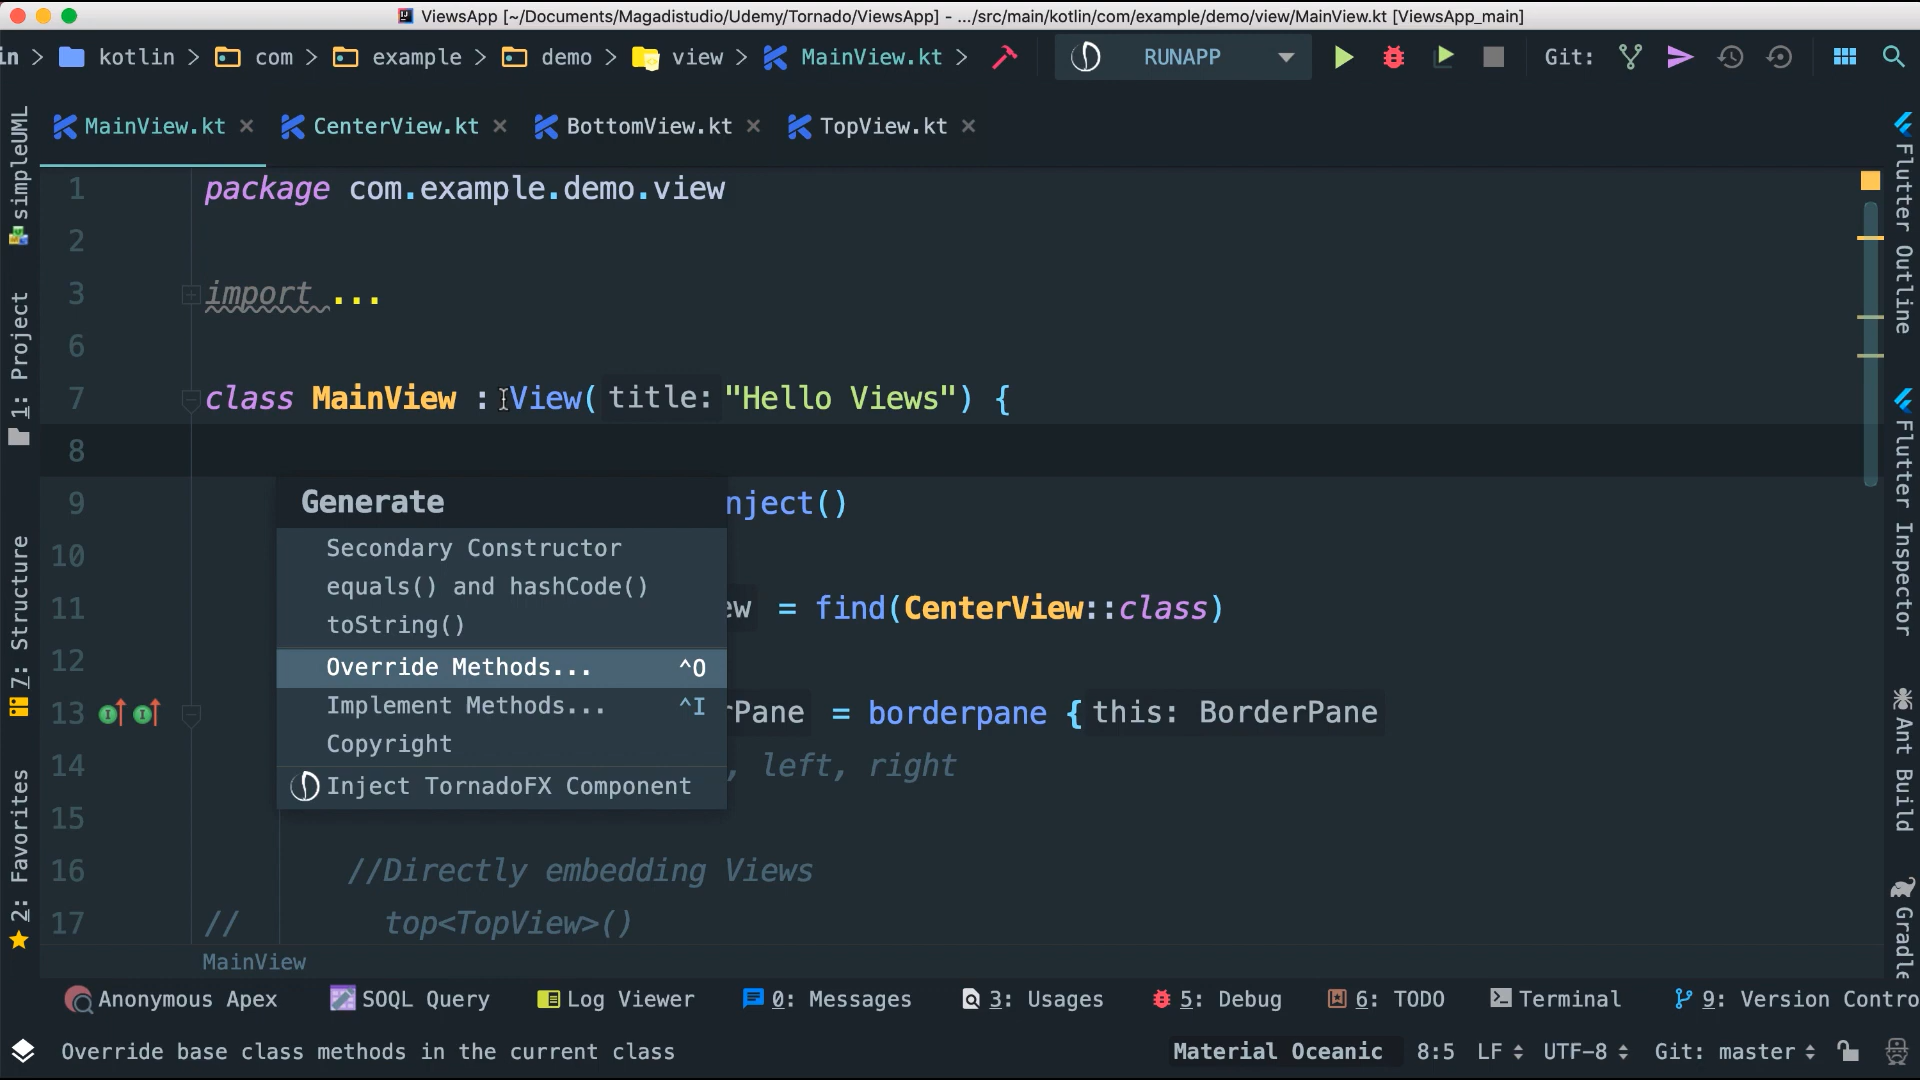 ViewsApp [~/Documents/Magadistudio/Udemy/Tornado/ViewsApp] - .../src/main/kotlin/com/example/demo/view/MainView.kt [ViewsApp_main]
in > kotlin > com > example > demo > view > MainView.kt > RUNAPP Git:
MainView.kt CenterView.kt BottomView.kt TopView.kt
1 package com.example.demo.view
2
3 import ...
6
7 class MainView : View( title: "Hello Views") {
8
9 nject()
10
11 ew = find(CenterView::class)
12
13 rPane = borderpane { this: BorderPane
14 , left, right
15
16 //Directly embedding Views
17 // top<TopView>()
Generate
Secondary Constructor
equals() and hashCode()
toString()
Override Methods... ^O
Implement Methods... ^I
Copyright
Inject TornadoFX Component
MainView
simpleUML
1: Project
7: Structure
2: Favorites
Flutter Outline
Flutter Inspector
Ant Build
Gradle
Anonymous Apex SOQL Query Log Viewer 0: Messages 3: Usages 5: Debug 6: TODO Terminal 9: Version Contro
Override base class methods in the current class Material Oceanic 8:5 LF UTF-8 Git: master